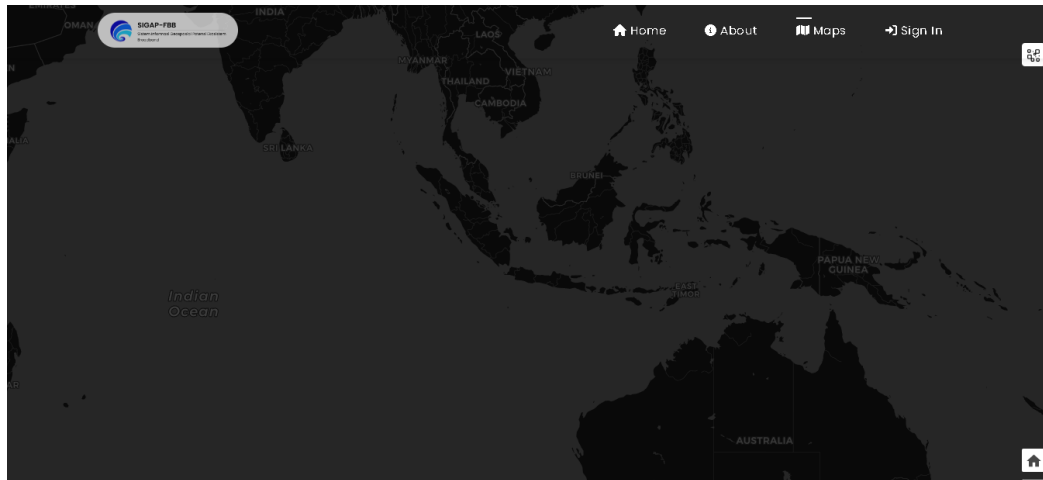 SIGAP-FBB
Home
About
Maps
Sign In
OMAN
INDIA
LAOS
MYANMAR
THAILAND
VIETNAM
CAMBODIA
SRI LANKA
BRUNEI
PAPUA NEW
GUINEA
Indian
Ocean
EAST
TIMOR
AUSTRALIA